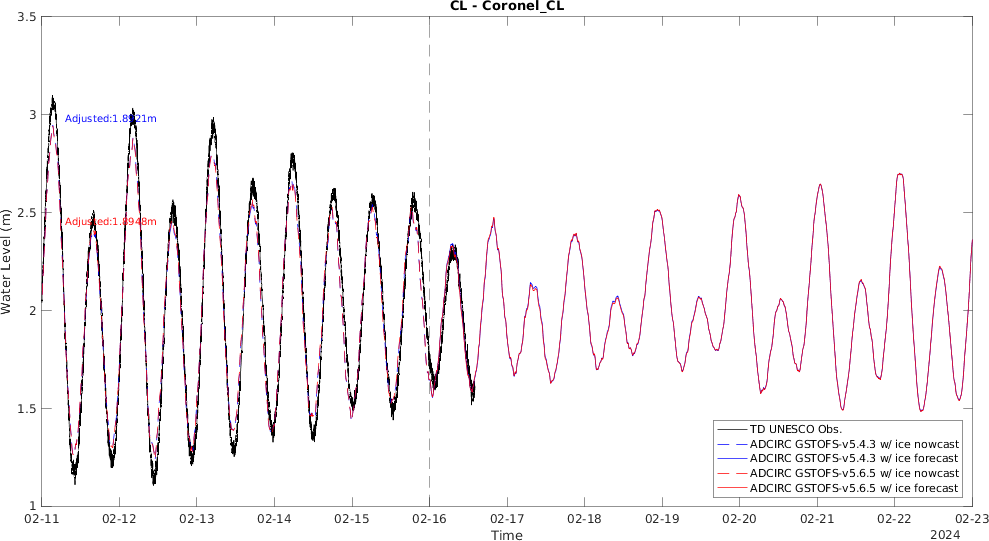 CL - Coronel_CL
3.5
3
2.5
2
1.5
1
Water Level (m)
Adjusted:1.8921m
Adjusted:1.8948m
TD UNESCO Obs.
ADCIRC GSTOFS-v5.4.3 w/ ice nowcast
ADCIRC GSTOFS-v5.4.3 w/ ice forecast
ADCIRC GSTOFS-v5.6.5 w/ ice nowcast
ADCIRC GSTOFS-v5.6.5 w/ ice forecast
02-11 02-12 02-13 02-14 02-15 02-16 02-17 02-18 02-19 02-20 02-21 02-22 02-23
Time
2024